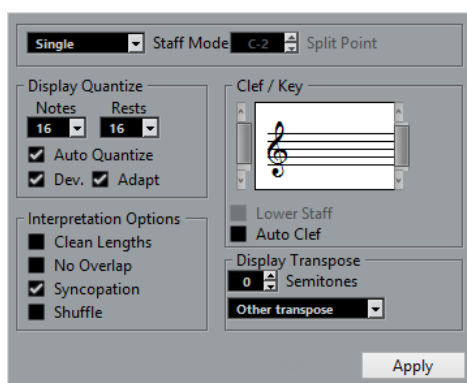 Single Staff Mode C-2 Split Point
Display Quantize
Notes Rests
16 16
Auto Quantize
Dev. Adapt
Interpretation Options
Clean Lengths
No Overlap
Syncopation
Shuffle
Clef / Key
Lower Staff
Auto Clef
Display Transpose
0 Semitones
Other transpose
Apply